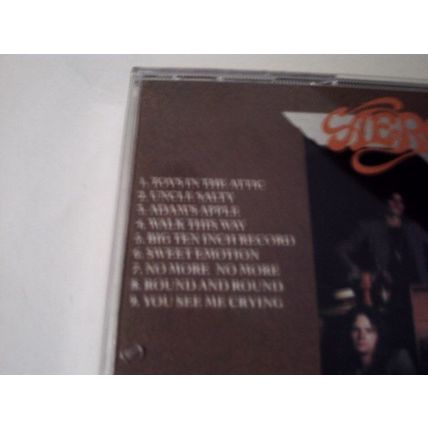 AER
1. TOYS IN THE ATTIC
2. UNCLE SALTY
3. ADAM'S APPLE
4. WALK THIS WAY
5. BIG TEN INCH RECORD
6. SWEET EMOTION
7. NO MORE NO MORE
8. ROUND AND ROUND
9. YOU SEE ME CRYING